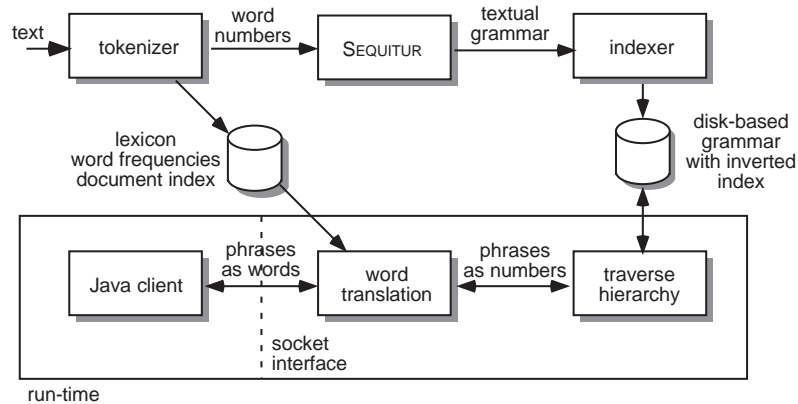 text
tokenizer
word
numbers
SEQUITUR
textual
grammar
indexer
lexicon
word frequencies
document index
disk-based
grammar
with inverted
index
Java client
phrases
as words
word
translation
phrases
as numbers
traverse
hierarchy
socket
interface
run-time